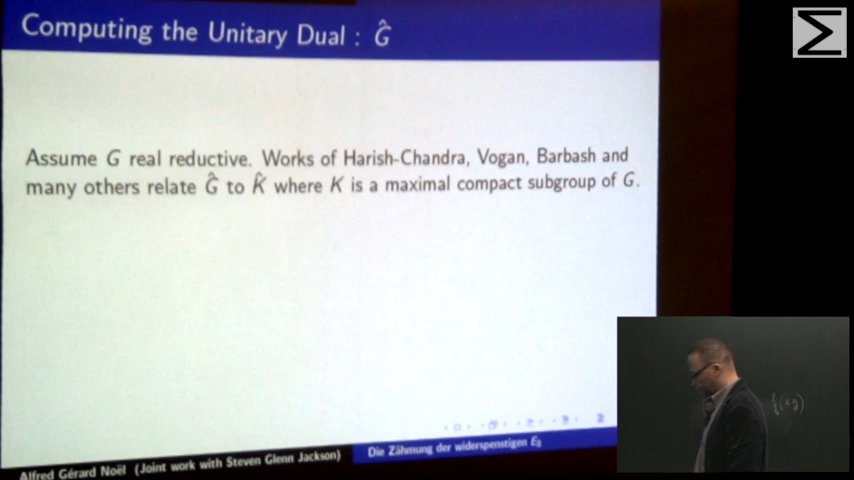 Computing the Unitary Dual : Ĝ
Assume G real reductive. Works of Harish-Chandra, Vogan, Barbash and
many others relate Ĝ to K̂ where K is a maximal compact subgroup of G.
Alfred Gérard Noël (Joint work with Steven Glenn Jackson)
Die Zähmung der widerspenstigen E₈
Σ